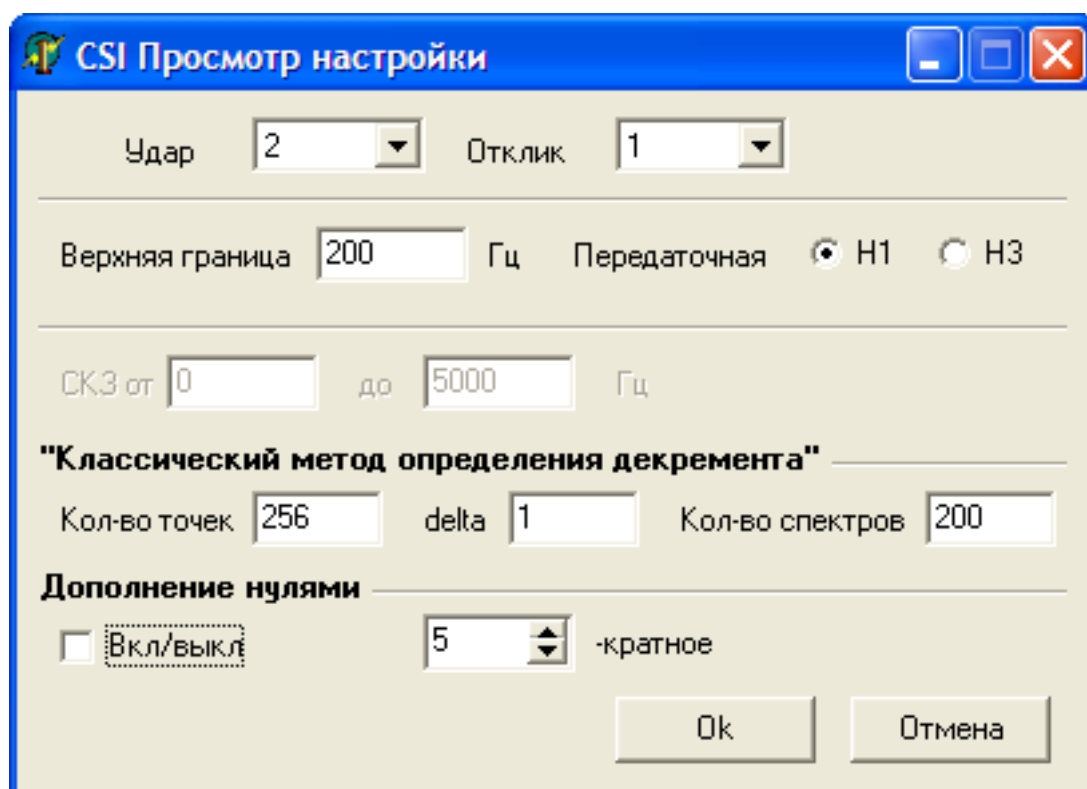 CSI Просмотр настройки
Удар 2 Отклик 1
Верхняя граница 200 Гц Передаточная H1 H3
СКЗ от 0 до 5000 Гц
"Классический метод определения декремента"
Кол-во точек 256 delta 1 Кол-во спектров 200
Дополнение нулями
Вкл/выкл 5 -кратное
Ok Отмена